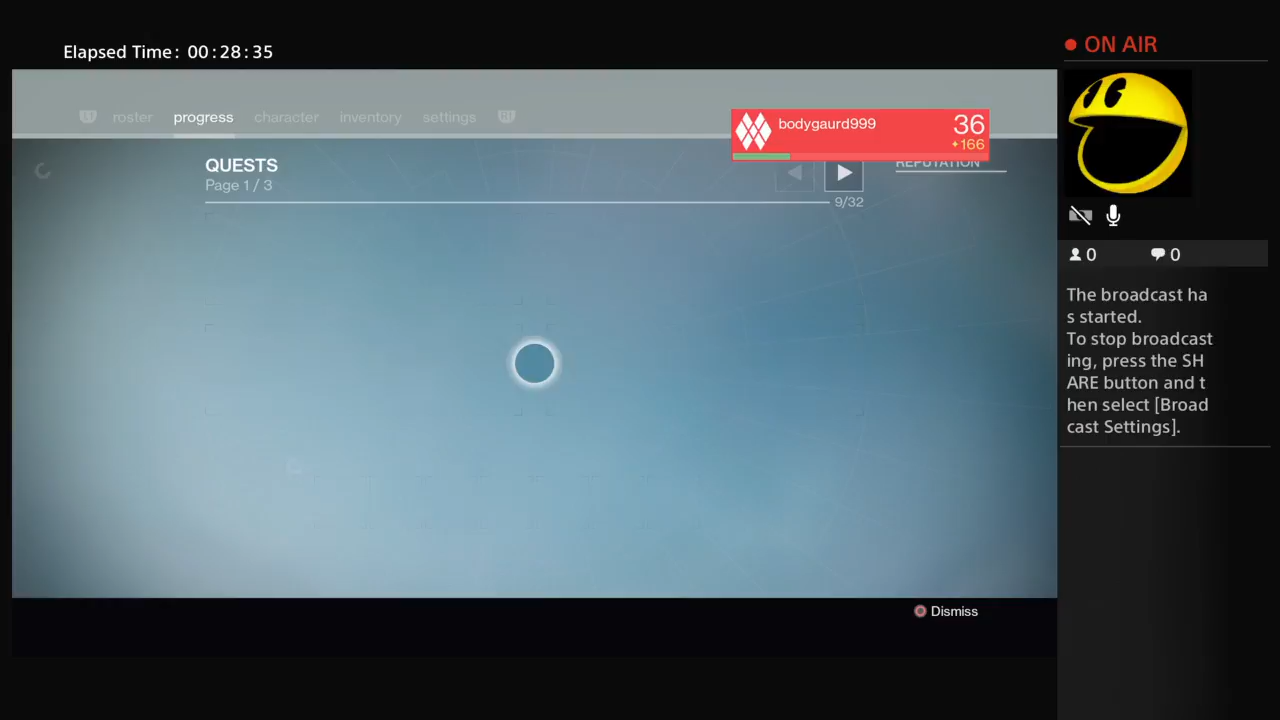 Elapsed Time: 00:28:35
ON AIR
L1 roster progress character inventory settings R1
bodygaurd999
36
+166
QUESTS
Page 1 / 3
REPUTATION
9/32
0 0
The broadcast ha
s started.
To stop broadcast
ing, press the SH
ARE button and t
hen select [Broad
cast Settings].
Dismiss